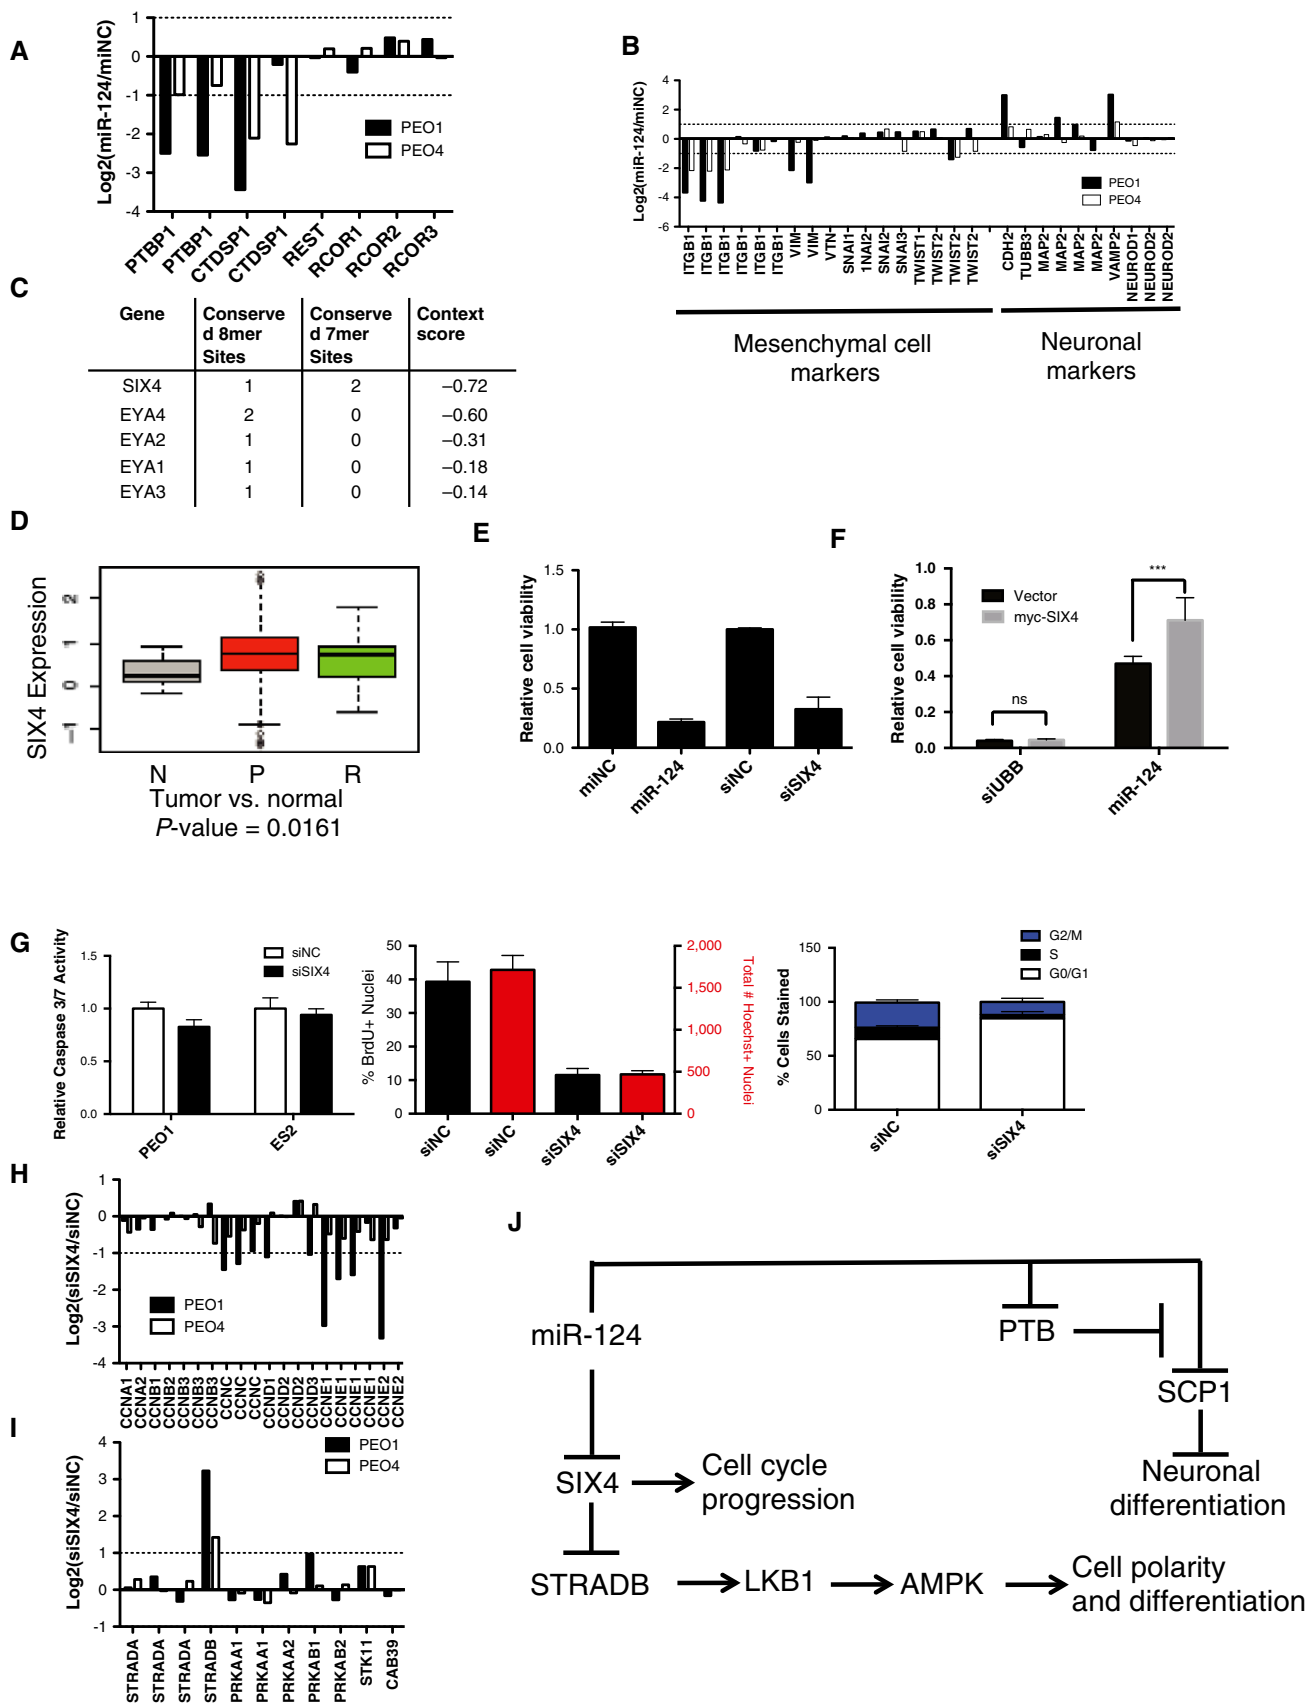 A
1
0
-1
-2
-3
-4
Log2(miR-124/miNC)
PEO1
PEO4
PTBP1
PTBP1
CTDSP1
CTDSP1
REST
RCOR1
RCOR2
RCOR3
B
4
2
0
-2
-4
-6
Log2(miR-124/miNC)
PEO1
PEO4
ITGB1
ITGB1
ITGB1
ITGB1
ITGB1
ITGB1
VIM
VIM
VTN
SNAI1
1NAI2
SNAI2
SNAI3
TWIST1
TWIST2
TWIST2
TWIST2
CDH2
TUBB3
MAP2
MAP2
MAP2
MAP2
VAMP2
NEUROD1
NEUROD2
NEUROD2
Mesenchymal cell
markers
Neuronal
markers
C
Gene
Conserve
d 8mer
Sites
Conserve
d 7mer
Sites
Context
score
SIX4 1 2 –0.72
EYA4 2 0 –0.60
EYA2 1 0 –0.31
EYA1 1 0 –0.18
EYA3 1 0 –0.14
D
SIX4 Expression
2
1
0
–1
N P R
Tumor vs. normal
P-value = 0.0161
E
1.5
1.0
0.5
0.0
Relative cell viability
miNC
miR-124
siNC
siSIX4
F
1.0
0.8
0.6
0.4
0.2
0.0
Relative cell viability
Vector
myc-SIX4
ns
***
siUBB
miR-124
G
1.5
1.0
0.5
0.0
Relative Caspase 3/7 Activity
siNC
siSIX4
PEO1
ES2
50
40
30
20
10
0
% BrdU+ Nuclei
2,000
1,500
1,000
500
0
Total # Hoechst+ Nuclei
siNC
siNC
siSIX4
siSIX4
G2/M
S
G0/G1
150
100
50
0
% Cells Stained
siNC
siSIX4
H
1
0
-1
-2
-3
-4
Log2(siSIX4/siNC)
PEO1
PEO4
CCNA1
CCNA2
CCNB1
CCNB2
CCNB3
CCNB3
CCNB3
CCNC
CCNC
CCNC
CCND1
CCND2
CCND2
CCND3
CCNE1
CCNE1
CCNE1
CCNE1
CCNE2
CCNE2
I
4
3
2
1
0
-1
Log2(siSIX4/siNC)
PEO1
PEO4
STRADA
STRADA
STRADA
STRADB
PRKAA1
PRKAA1
PRKAA2
PRKAB1
PRKAB2
STK11
CAB39
J
miR-124
PTB
SCP1
SIX4
Cell cycle
progression
Neuronal
differentiation
STRADB
LKB1
AMPK
Cell polarity
and differentiation